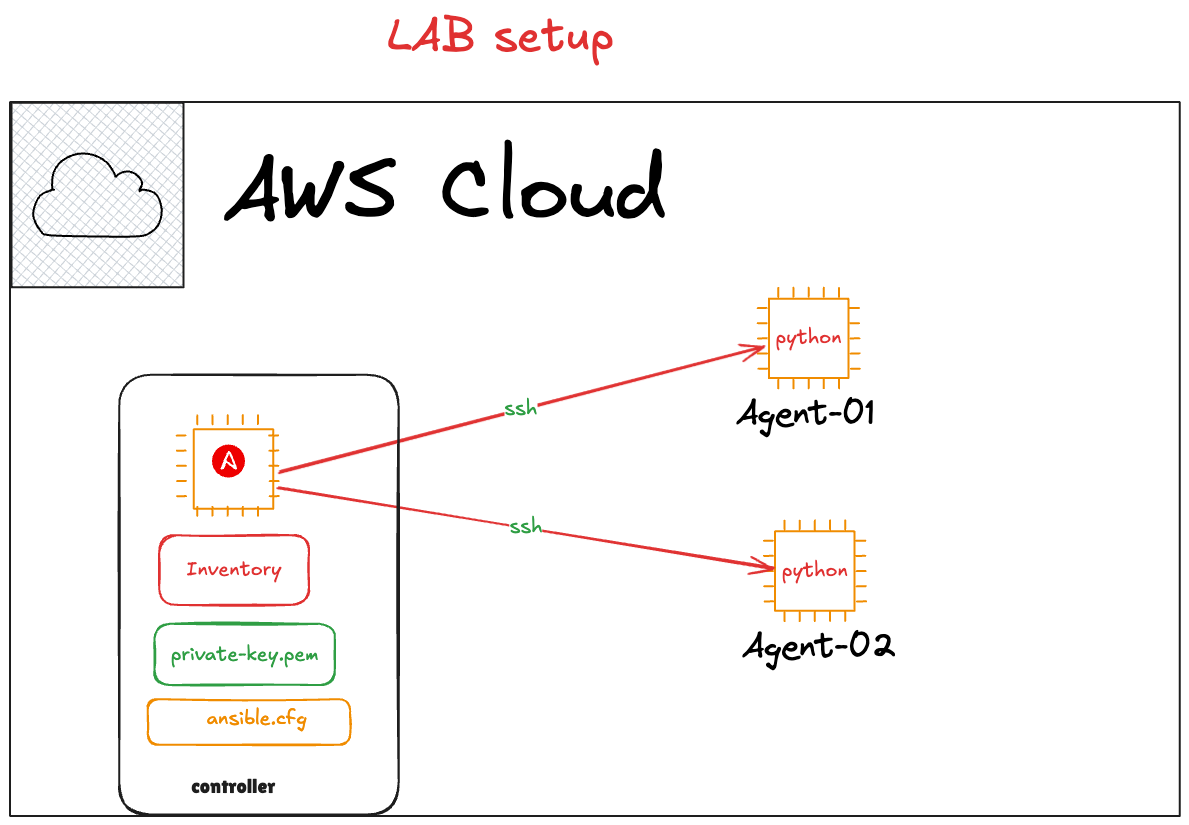 LAB setup
AWS Cloud
python
Agent-01
ssh
ssh
python
Agent-02
A
Inventory
private-key.pem
ansible.cfg
controller